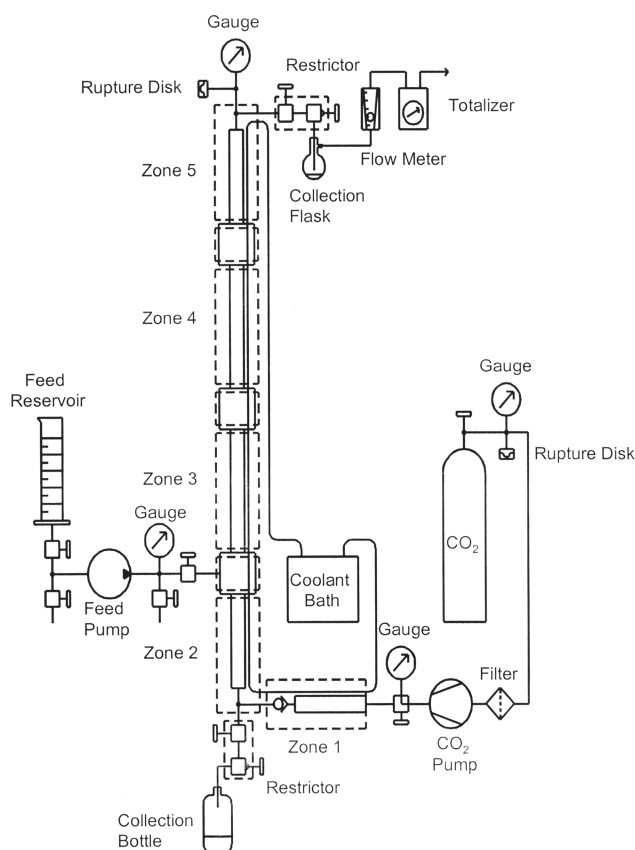 Gauge
Restrictor
Rupture Disk
Totalizer
Flow Meter
Zone 5
Collection
Flask
Zone 4
Gauge
Feed
Reservoir
Rupture Disk
Zone 3
Gauge
CO2
Coolant
Bath
Feed
Pump
Gauge
Zone 2
Filter
Zone 1
CO2
Pump
Restrictor
Collection
Bottle